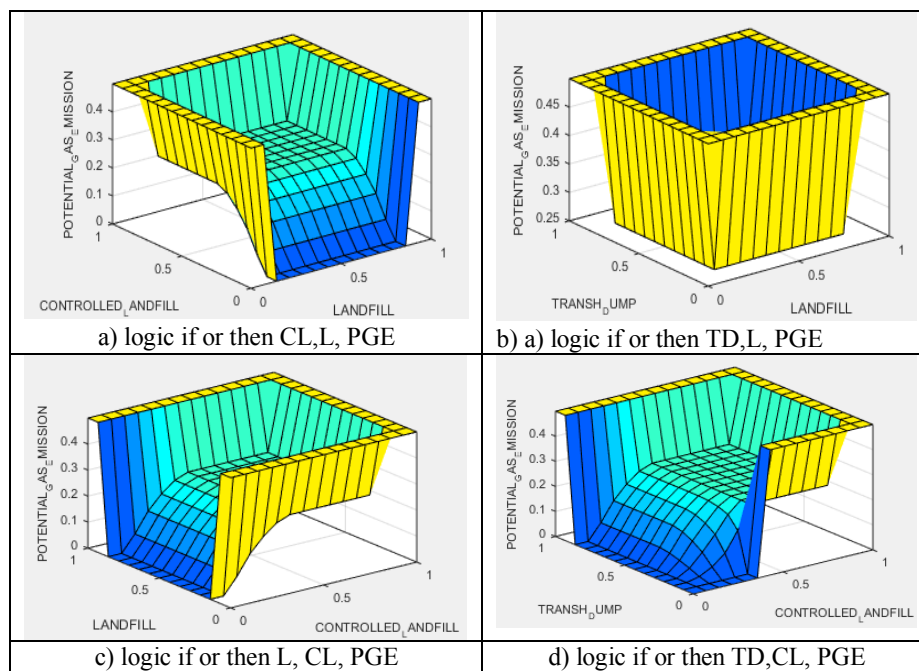 POTENTIAL_GAS_EMISSION
0.4
0.3
0.2
0.1
0
1
0.5
0
CONTROLLED_LANDFILL
0
0.5
1
LANDFILL
a) logic if or then CL,L, PGE
POTENTIAL_GAS_EMISSION
0.45
0.4
0.35
0.3
0.25
1
0.5
0
TRANSH_DUMP
0
0.5
1
LANDFILL
b) a) logic if or then TD,L, PGE
POTENTIAL_GAS_EMISSION
0.4
0.3
0.2
0.1
0
1
0.5
0
LANDFILL
0
0.5
1
CONTROLLED_LANDFILL
c) logic if or then L, CL, PGE
POTENTIAL_GAS_EMISSION
0.4
0.3
0.2
0.1
0
1
0.5
0
TRANSH_DUMP
0
0.5
1
CONTROLLED_LANDFILL
d) logic if or then TD,CL, PGE